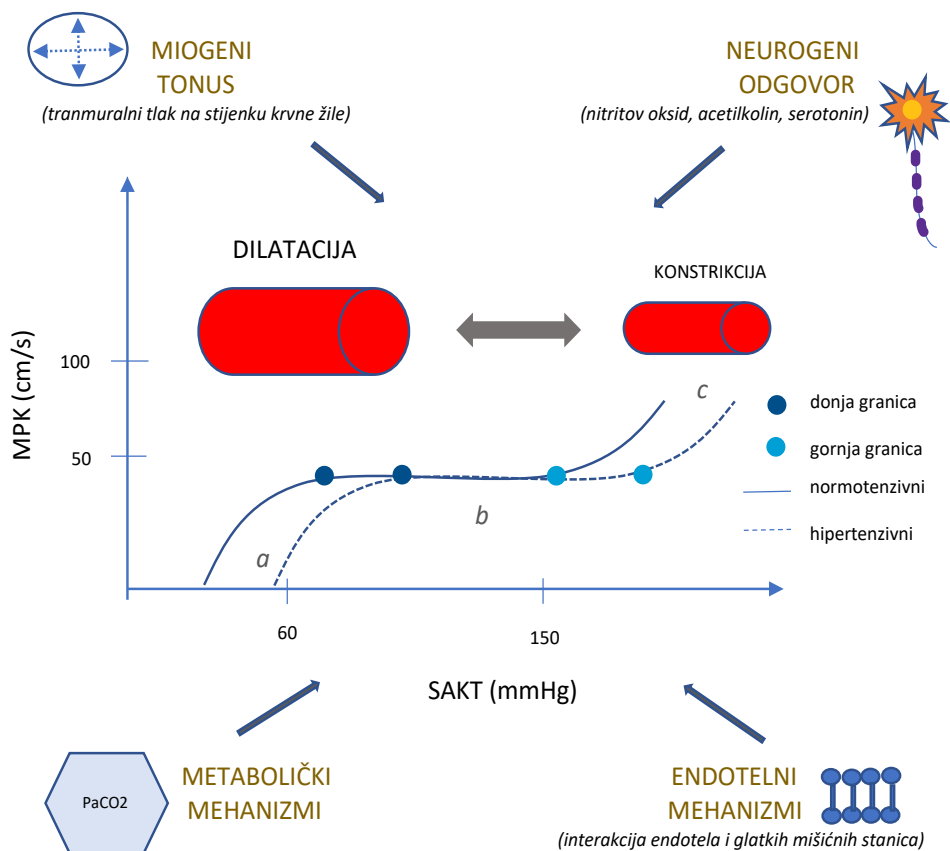 MIOGENI
TONUS
(tranmuralni tlak na stijenku krvne žile)
NEUROGENI
ODGOVOR
(nitritov oksid, acetilkolin, serotonin)
DILATACIJA
KONSTRIKCIJA
MPK (cm/s)
100
50
a
b
c
donja granica
gornja granica
normotenzivni
hipertenzivni
60
150
SAKT (mmHg)
PaCO2
METABOLIČKI
MEHANIZMI
ENDOTELNI
MEHANIZMI
(interakcija endotela i glatkih mišićnih stanica)